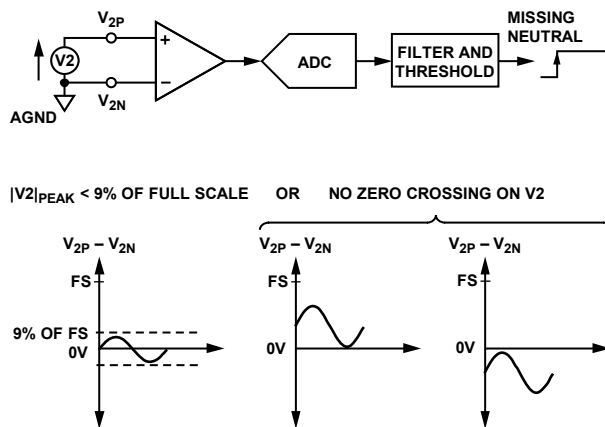 V2P
V2
+
−
V2N
AGND
ADC
FILTER AND
THRESHOLD
MISSING
NEUTRAL
|V2|PEAK < 9% OF FULL SCALE OR NO ZERO CROSSING ON V2
V2P – V2N
FS
9% OF FS
0V
V2P – V2N
FS
0V
V2P – V2N
FS
0V